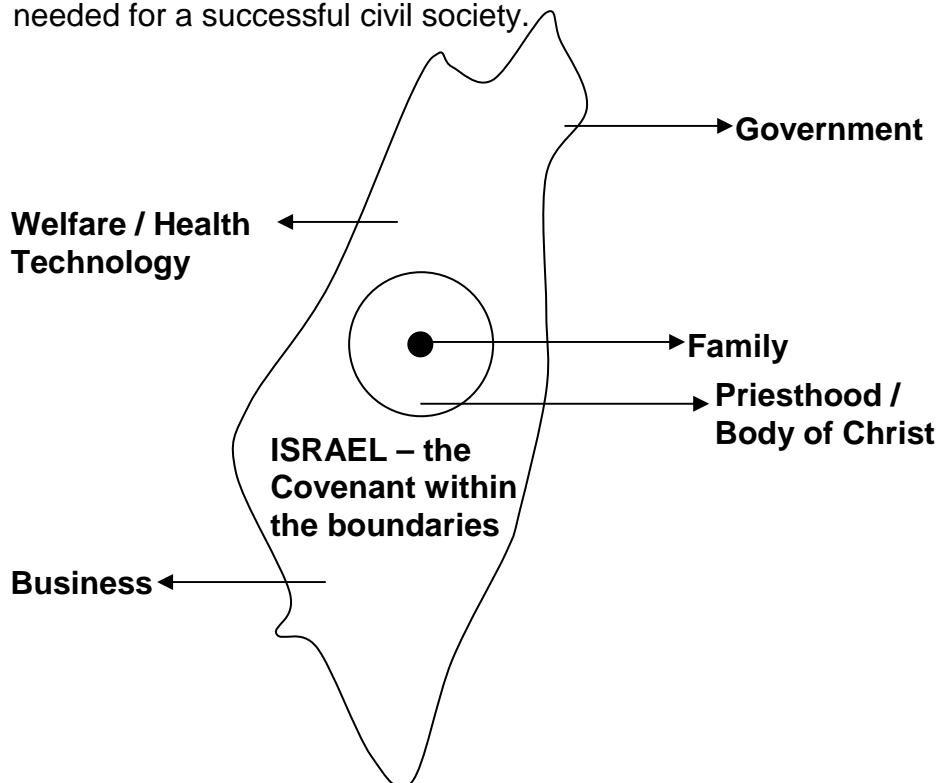 needed for a successful civil society.
Government
Welfare / Health
Technology
Family
Priesthood /
Body of Christ
ISRAEL – the
Covenant within
the boundaries
Business